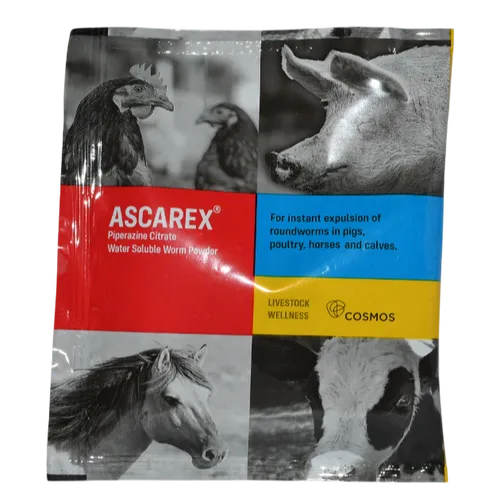 ASCAREX®
Piperazine Citrate
Water Soluble Worm Powder
For instant expulsion of
roundworms in pigs,
poultry, horses and calves.
LIVESTOCK
WELLNESS
COSMOS